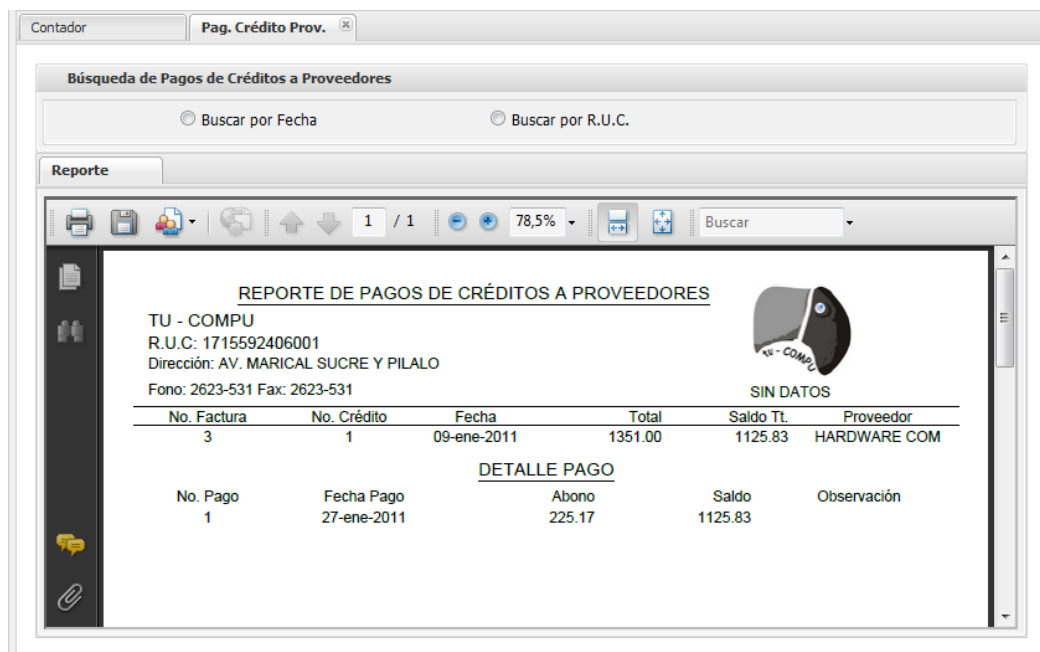 Contador Pag. Crédito Prov.
Búsqueda de Pagos de Créditos a Proveedores
Buscar por Fecha Buscar por R.U.C.
Reporte
1 / 1 78,5% Buscar
REPORTE DE PAGOS DE CRÉDITOS A PROVEEDORES
TU - COMPU
R.U.C: 1715592406001
Dirección: AV. MARICAL SUCRE Y PILALO
TU - COMPU
Fono: 2623-531 Fax: 2623-531
SIN DATOS
No. Factura No. Crédito Fecha Total Saldo Tt. Proveedor
3 1 09-ene-2011 1351.00 1125.83 HARDWARE COM
DETALLE PAGO
No. Pago Fecha Pago Abono Saldo Observación
1 27-ene-2011 225.17 1125.83